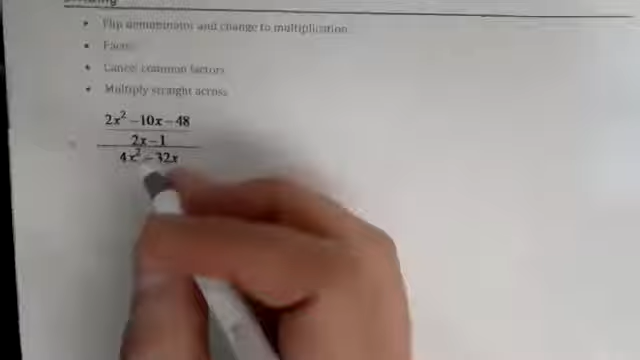 Flip denominator and change to multiplication
Factor
Cancel common factors
Multiply straight across
2x² −10x − 48
2x − 1
4x² − 32x